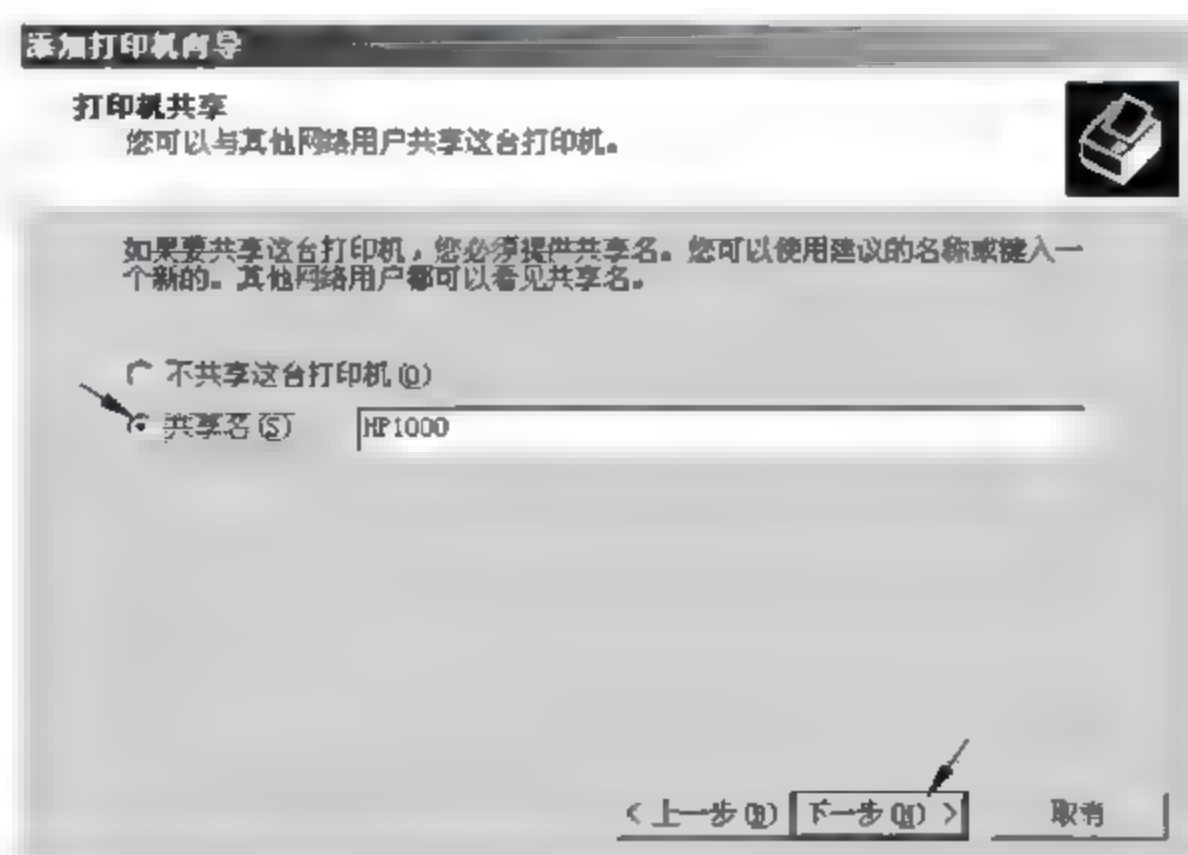 添加打印机向导
打印机共享
您可以与其他网络用户共享这台打印机。
如果要共享这台打印机,您必须提供共享名。您可以使用建议的名称或键入一
个新的。其他网络用户都可以看见共享名。
不共享这台打印机(O)
共享名(S) HP1000
< 上一步(B) 下一步(N) > 取消